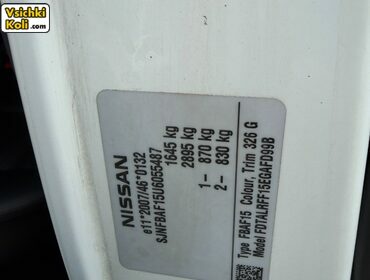 Vsichki
Koli.com
NISSAN
e11*2007/46*0132
SJNFBAF15U6055487
1645 kg
2895 kg
1- 870 kg
2- 830 kg
Type FBAF15 Colour, Trim 326 G
Model FDTALRFF15EGAFD99B